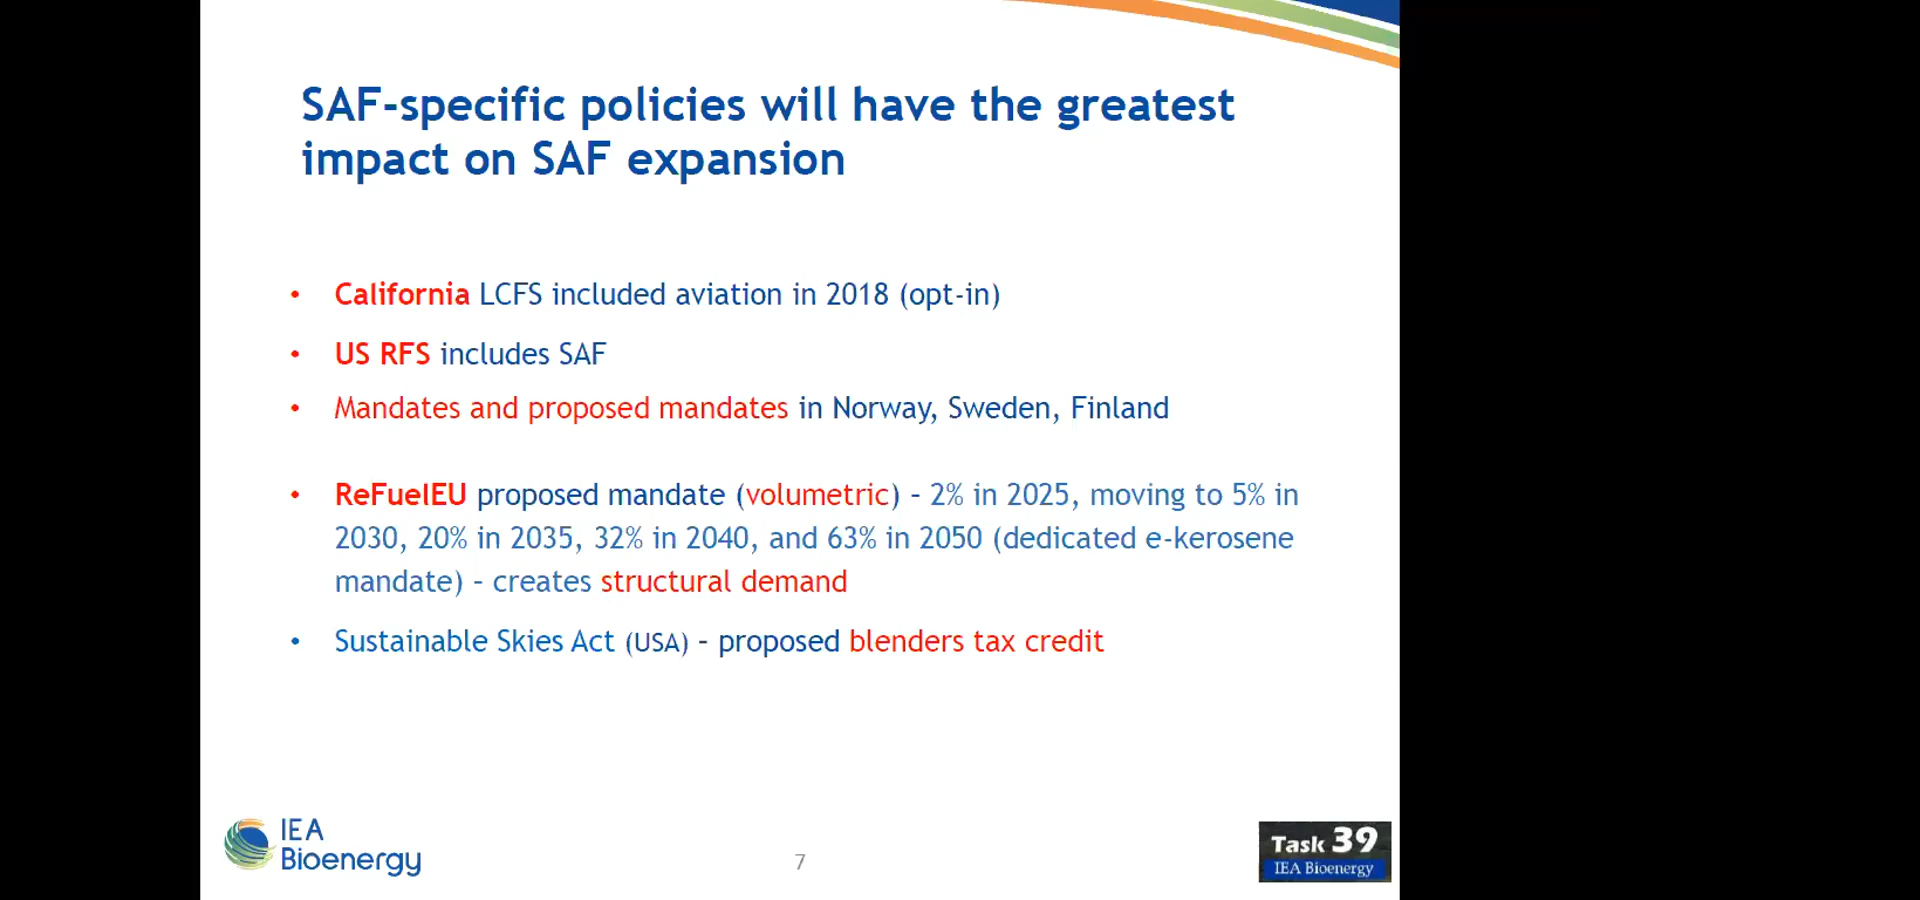 SAF-specific policies will have the greatest
impact on SAF expansion
• California LCFS included aviation in 2018 (opt-in)
• US RFS includes SAF
• Mandates and proposed mandates in Norway, Sweden, Finland
• ReFuelEU proposed mandate (volumetric) – 2% in 2025, moving to 5% in
2030, 20% in 2035, 32% in 2040, and 63% in 2050 (dedicated e-kerosene
mandate) – creates structural demand
• Sustainable Skies Act (USA) – proposed blenders tax credit
IEA
Bioenergy
7
Task 39
IEA Bioenergy